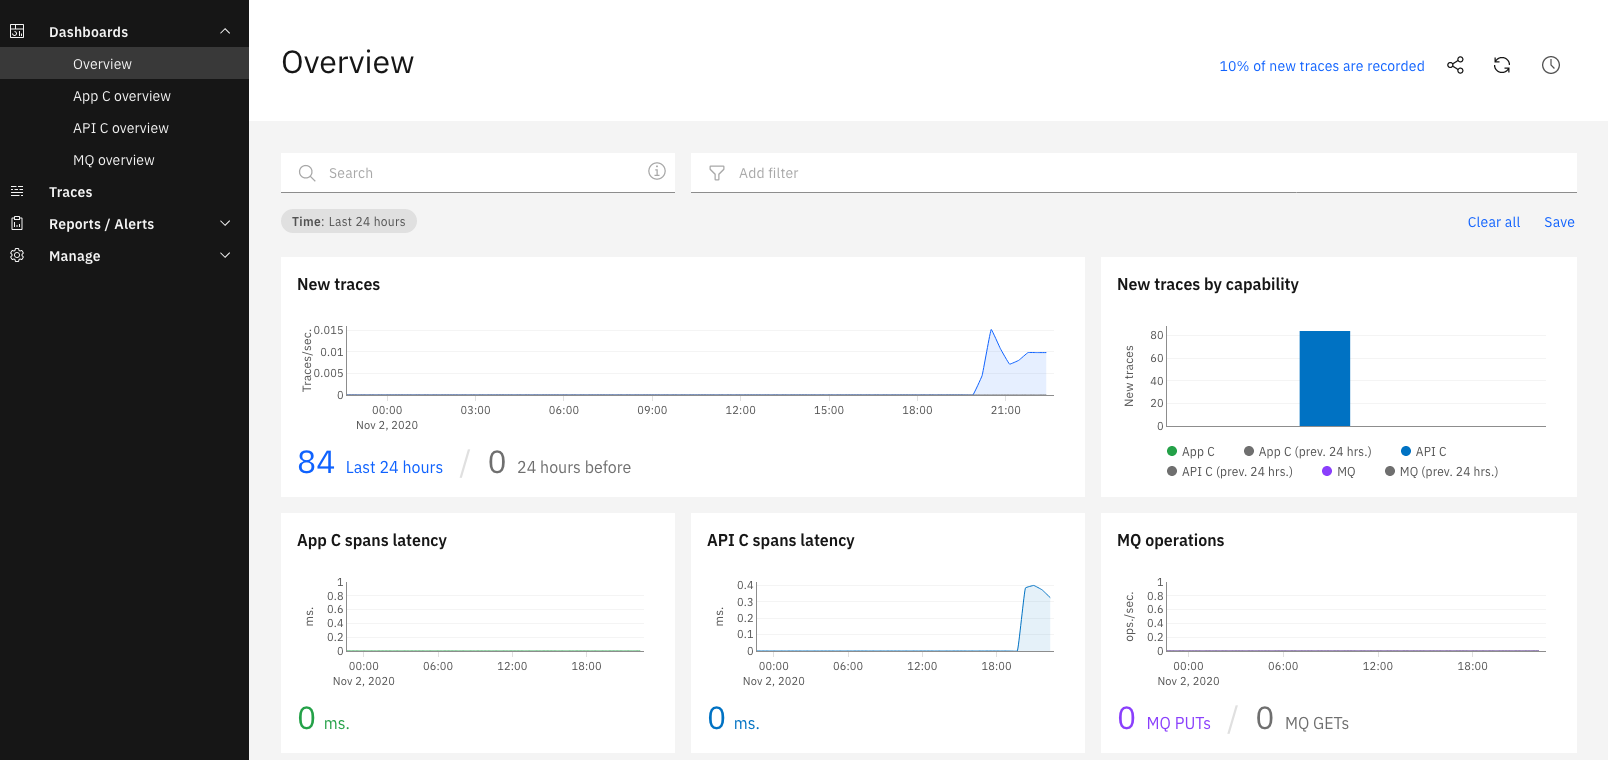 Dashboards
Overview
App C overview
API C overview
MQ overview
Traces
Reports / Alerts
Manage
Overview
10% of new traces are recorded
Search
Add filter
Time: Last 24 hours
Clear all Save
New traces
Traces/sec.
0.015
0.01
0.005
0
00:00 03:00 06:00 09:00 12:00 15:00 18:00 21:00
Nov 2, 2020
84 Last 24 hours / 0 24 hours before
New traces by capability
New traces
80
60
40
20
0
App C App C (prev. 24 hrs.) API C
API C (prev. 24 hrs.) MQ MQ (prev. 24 hrs.)
App C spans latency
ms.
1
0.8
0.6
0.4
0.2
0
00:00 06:00 12:00 18:00
Nov 2, 2020
0 ms.
API C spans latency
ms.
0.4
0.3
0.2
0.1
0
00:00 06:00 12:00 18:00
Nov 2, 2020
0 ms.
MQ operations
ops./sec.
1
0.8
0.6
0.4
0.2
0
00:00 06:00 12:00 18:00
Nov 2, 2020
0 MQ PUTs / 0 MQ GETs